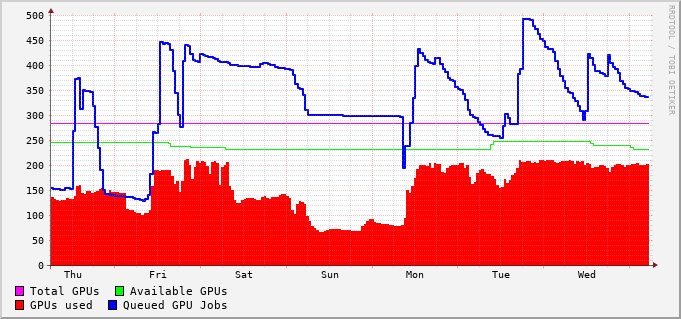 500
450
400
350
300
250
200
150
100
50
0
Thu Fri Sat Sun Mon Tue Wed
Total GPUs Available GPUs
GPUs used Queued GPU Jobs
RRDTOOL / TOBI OETIKER